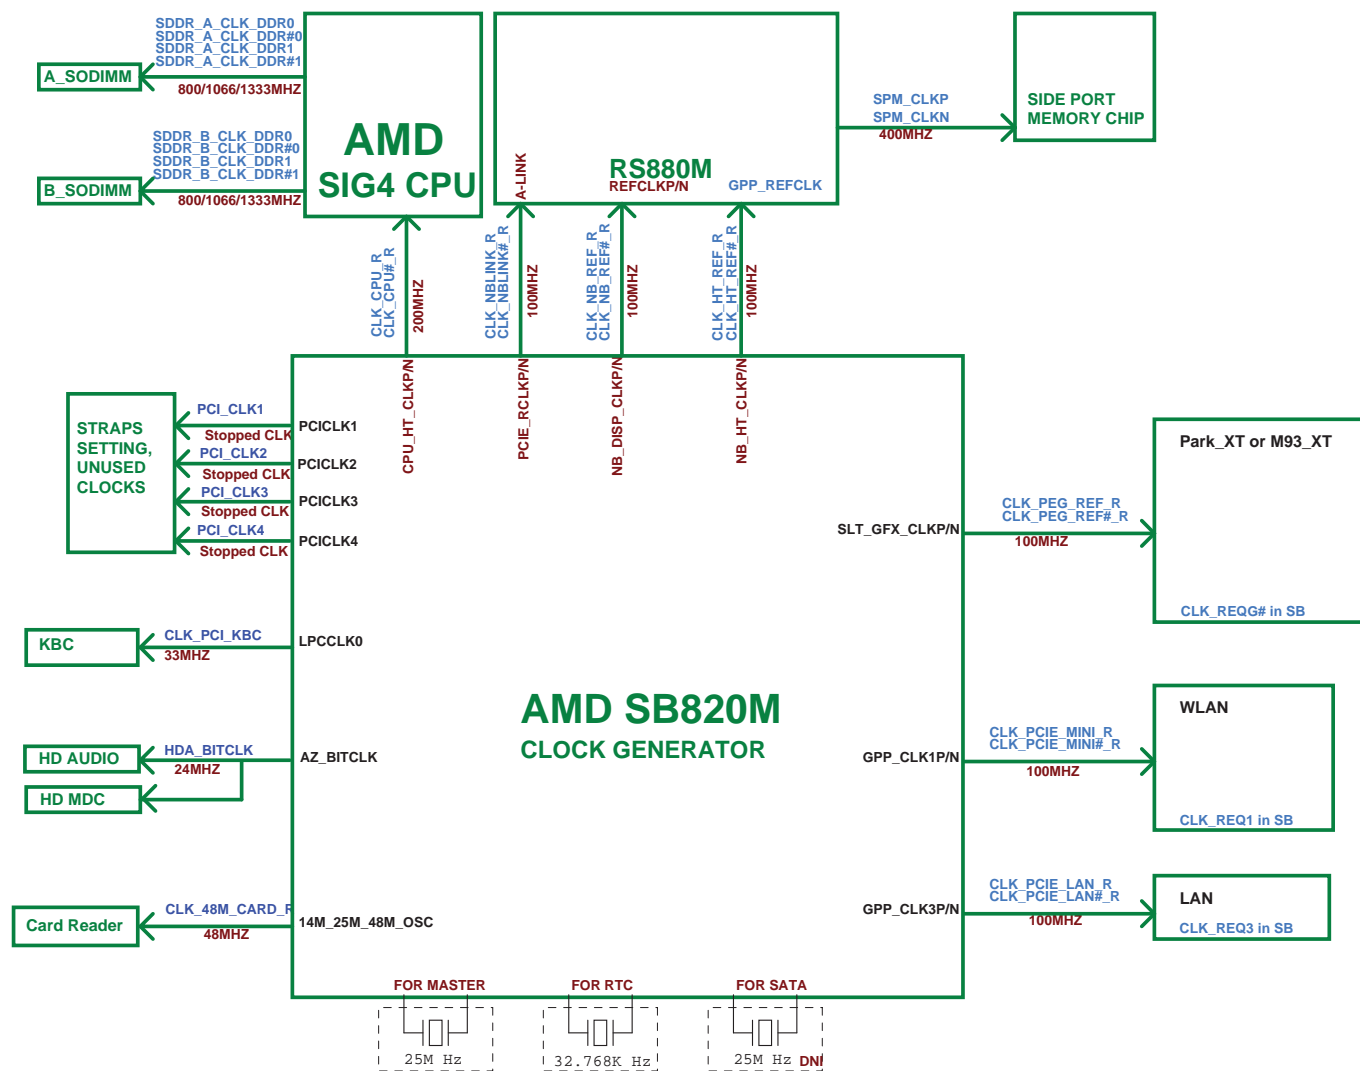 SDDR_A_CLK_DDR0
SDDR_A_CLK_DDR#0
SDDR_A_CLK_DDR1
SDDR_A_CLK_DDR#1
A_SODIMM
800/1066/1333MHZ
SDDR_B_CLK_DDR0
SDDR_B_CLK_DDR#0
SDDR_B_CLK_DDR1
SDDR_B_CLK_DDR#1
B_SODIMM
800/1066/1333MHZ
AMD
SIG4 CPU
RS880M
A-LINK
REFCLKP/N
GPP_REFCLK
SPM_CLKP
SPM_CLKN
400MHZ
SIDE PORT
MEMORY CHIP
CLK_CPU_R
CLK_CPU#_R
200MHZ
CLK_NBLINK_R
CLK_NBLINK#_R
100MHZ
CLK_NB_REF_R
CLK_NB_REF#_R
100MHZ
CLK_HT_REF_R
CLK_HT_REF#_R
100MHZ
CPU_HT_CLKP/N
PCIE_RCLKP/N
NB_DISP_CLKP/N
NB_HT_CLKP/N
STRAPS
SETTING,
UNUSED
CLOCKS
PCI_CLK1
Stopped CLK
PCICLK1
PCI_CLK2
Stopped CLK
PCICLK2
PCI_CLK3
Stopped CLK
PCICLK3
PCI_CLK4
Stopped CLK
PCICLK4
SLT_GFX_CLKP/N
CLK_PEG_REF_R
CLK_PEG_REF#_R
100MHZ
Park_XT or M93_XT
CLK_REQG# in SB
KBC
CLK_PCI_KBC
33MHZ
LPCCLK0
AMD SB820M
CLOCK GENERATOR
HD AUDIO
HDA_BITCLK
24MHZ
AZ_BITCLK
HD MDC
GPP_CLK1P/N
CLK_PCIE_MINI_R
CLK_PCIE_MINI#_R
100MHZ
WLAN
CLK_REQ1 in SB
Card Reader
CLK_48M_CARD_R
48MHZ
14M_25M_48M_OSC
GPP_CLK3P/N
CLK_PCIE_LAN_R
CLK_PCIE_LAN#_R
100MHZ
LAN
CLK_REQ3 in SB
FOR MASTER
25M Hz
FOR RTC
32.768K Hz
FOR SATA
25M Hz DNI